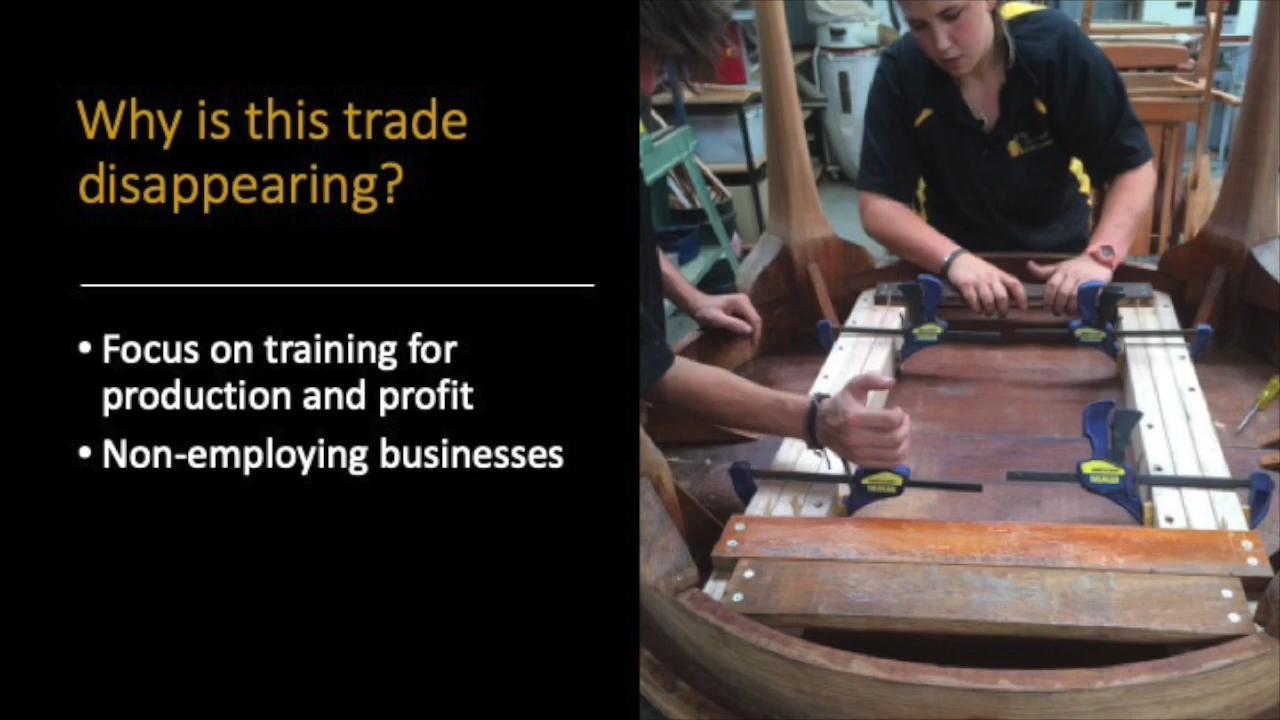 Why is this trade
disappearing?
• Focus on training for
production and profit
• Non-employing businesses